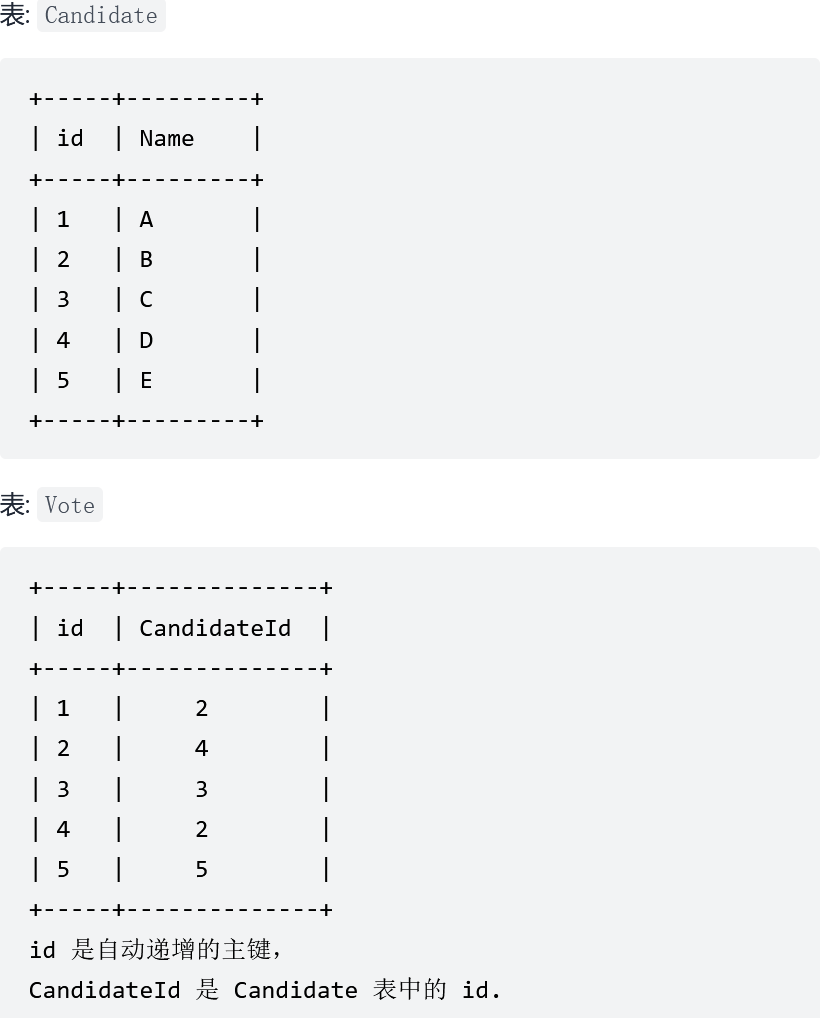 表: Candidate
+-----+---------+
| id  | Name    |
+-----+---------+
| 1   | A       |
| 2   | B       |
| 3   | C       |
| 4   | D       |
| 5   | E       |
+-----+---------+
表: Vote
+-----+--------------+
| id  | CandidateId  |
+-----+--------------+
| 1   |     2        |
| 2   |     4        |
| 3   |     3        |
| 4   |     2        |
| 5   |     5        |
+-----+--------------+
id 是自动递增的主键，
CandidateId 是 Candidate 表中的 id.